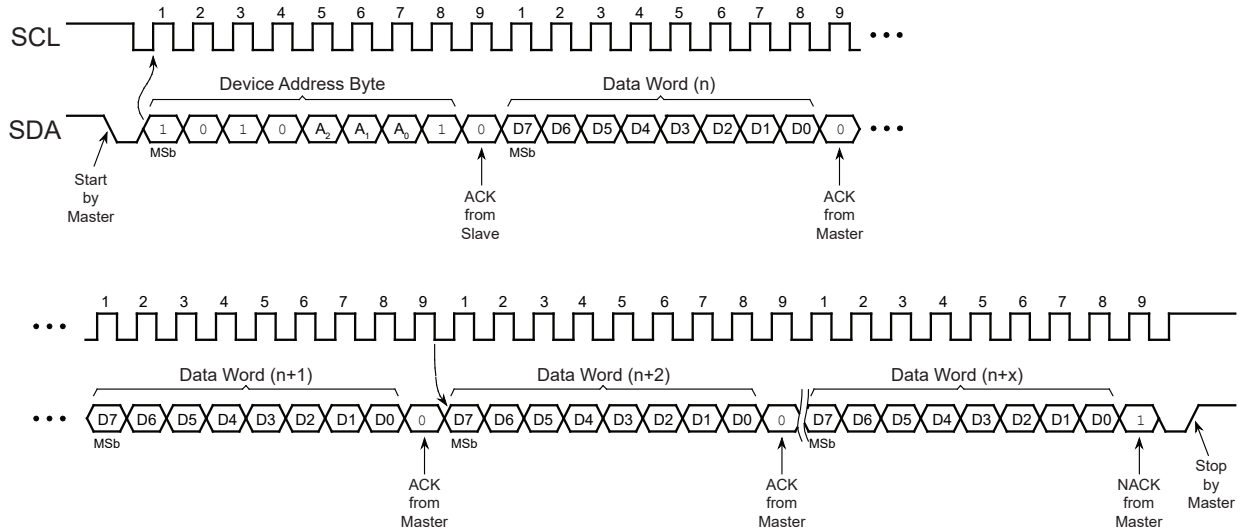 1 2 3 4 5 6 7 8 9 1 2 3 4 5 6 7 8 9
SCL
Device Address Byte Data Word (n)
SDA 1 0 1 0 A2 A1 A0 1 0 D7 D6 D5 D4 D3 D2 D1 D0 0
MSb MSb
Start
by
Master
ACK
from
Slave
ACK
from
Master
1 2 3 4 5 6 7 8 9 1 2 3 4 5 6 7 8 9 1 2 3 4 5 6 7 8 9
Data Word (n+1) Data Word (n+2) Data Word (n+x)
D7 D6 D5 D4 D3 D2 D1 D0 0 D7 D6 D5 D4 D3 D2 D1 D0 0 D7 D6 D5 D4 D3 D2 D1 D0 1
MSb MSb MSb
ACK
from
Master
ACK
from
Master
NACK
from
Master
Stop
by
Master